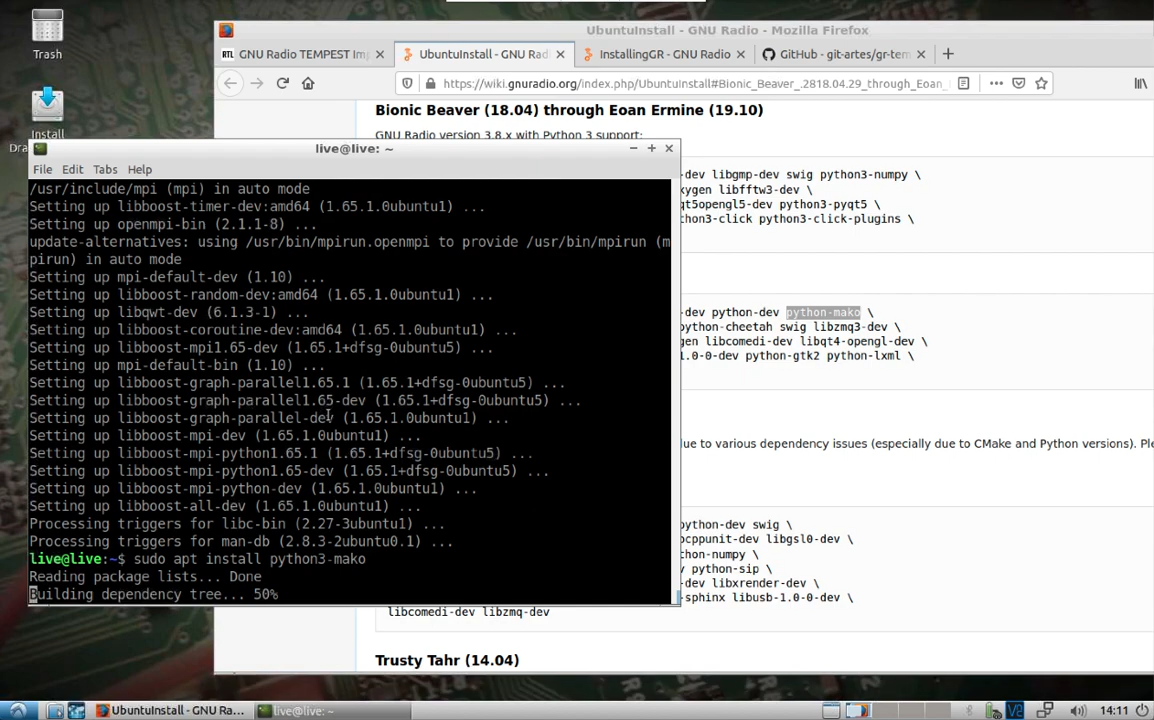 Trash
Install
Dra
UbuntuInstall - GNU Radio - Mozilla Firefox
RTL GNU Radio TEMPEST Im
UbuntuInstall - GNU Rad
InstallingGR - GNU Radio
GitHub - git-artes/gr-tem
https://wiki.gnuradio.org/index.php/UbuntuInstall#Bionic_Beaver_.2818.04.29_through_Eoan_
Bionic Beaver (18.04) through Eoan Ermine (19.10)
GNU Radio version 3.8.x with Python 3 support:
-dev libgmp-dev swig python3-numpy \
xygen libfftw3-dev \
qt5opengl5-dev python3-pyqt5 \
hon3-click python3-click-plugins \
-dev python-dev python-mako \
python-cheetah swig libzmq3-dev \
gen libcomedi-dev libqt4-opengl-dev \
1.0-0-dev python-gtk2 python-lxml \
due to various dependency issues (especially due to CMake and Python versions). Pl
python-dev swig \
cppunit-dev libgsl0-dev \
hon-numpy \
v python-sip \
-dev libxrender-dev \
-sphinx libusb-1.0-0-dev \
libcomedi-dev libzmq-dev
Trusty Tahr (14.04)
live@live: ~
File Edit Tabs Help
/usr/include/mpi (mpi) in auto mode
Setting up libboost-timer-dev:amd64 (1.65.1.0ubuntu1) ...
Setting up openmpi-bin (2.1.1-8) ...
update-alternatives: using /usr/bin/mpirun.openmpi to provide /usr/bin/mpirun (m
pirun) in auto mode
Setting up mpi-default-dev (1.10) ...
Setting up libboost-random-dev:amd64 (1.65.1.0ubuntu1) ...
Setting up libqwt-dev (6.1.3-1) ...
Setting up libboost-coroutine-dev:amd64 (1.65.1.0ubuntu1) ...
Setting up libboost-mpi1.65-dev (1.65.1+dfsg-0ubuntu5) ...
Setting up mpi-default-bin (1.10) ...
Setting up libboost-graph-parallel1.65.1 (1.65.1+dfsg-0ubuntu5) ...
Setting up libboost-graph-parallel1.65-dev (1.65.1+dfsg-0ubuntu5) ...
Setting up libboost-graph-parallel-dev (1.65.1.0ubuntu1) ...
Setting up libboost-mpi-dev (1.65.1.0ubuntu1) ...
Setting up libboost-mpi-python1.65.1 (1.65.1+dfsg-0ubuntu5) ...
Setting up libboost-mpi-python1.65-dev (1.65.1+dfsg-0ubuntu5) ...
Setting up libboost-mpi-python-dev (1.65.1.0ubuntu1) ...
Setting up libboost-all-dev (1.65.1.0ubuntu1) ...
Processing triggers for libc-bin (2.27-3ubuntu1) ...
Processing triggers for man-db (2.8.3-2ubuntu0.1) ...
live@live:~$ sudo apt install python3-mako
Reading package lists... Done
Building dependency tree... 50%
UbuntuInstall - GNU Ra...
live@live: ~
V2
14:11